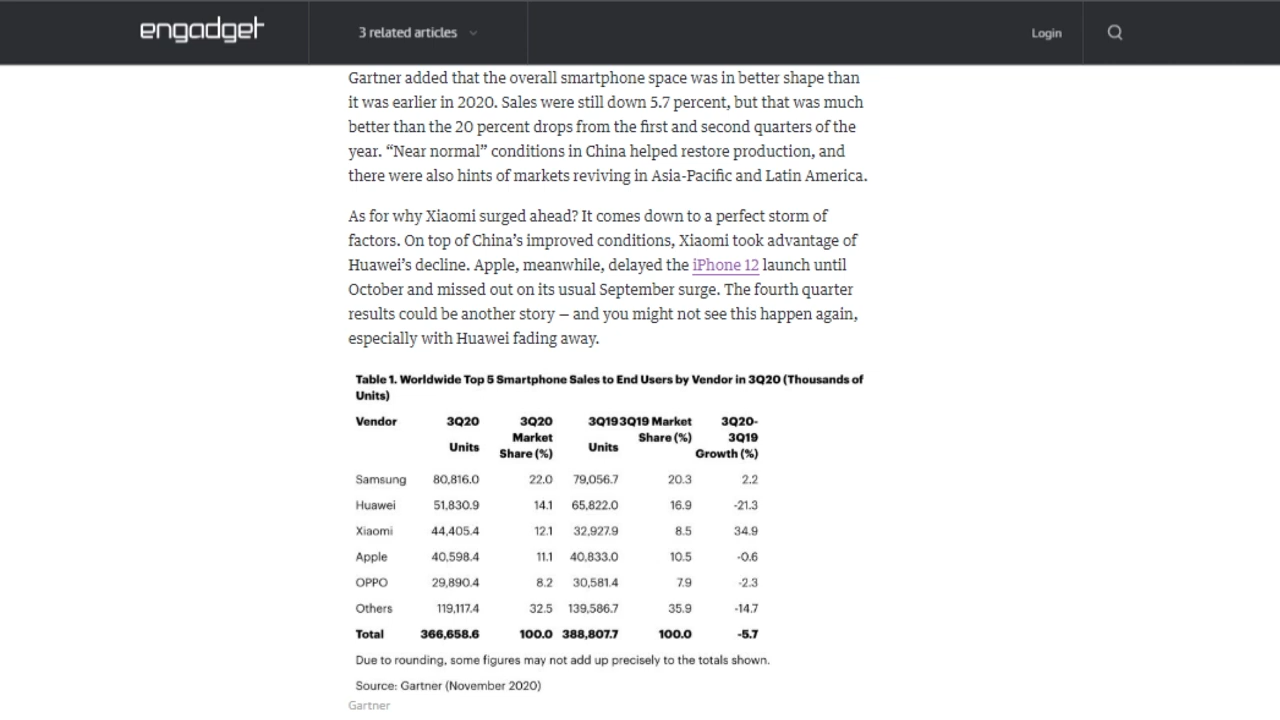 engadget
3 related articles
Login
Gartner added that the overall smartphone space was in better shape than
it was earlier in 2020. Sales were still down 5.7 percent, but that was much
better than the 20 percent drops from the first and second quarters of the
year. “Near normal” conditions in China helped restore production, and
there were also hints of markets reviving in Asia-Pacific and Latin America.
As for why Xiaomi surged ahead? It comes down to a perfect storm of
factors. On top of China’s improved conditions, Xiaomi took advantage of
Huawei’s decline. Apple, meanwhile, delayed the iPhone 12 launch until
October and missed out on its usual September surge. The fourth quarter
results could be another story — and you might not see this happen again,
especially with Huawei fading away.
Table 1. Worldwide Top 5 Smartphone Sales to End Users by Vendor in 3Q20 (Thousands of
Units)
Vendor 3Q20 3Q20 3Q19 3Q19 Market 3Q20-
Market Share (%) 3Q19
Units Units
Share (%) Growth (%)
Samsung 80,816.0 22.0 79,056.7 20.3 2.2
Huawei 51,830.9 14.1 65,822.0 16.9 -21.3
Xiaomi 44,405.4 12.1 32,927.9 8.5 34.9
Apple 40,598.4 11.1 40,833.0 10.5 -0.6
OPPO 29,890.4 8.2 30,581.4 7.9 -2.3
Others 119,117.4 32.5 139,586.7 35.9 -14.7
Total 366,658.6 100.0 388,807.7 100.0 -5.7
Due to rounding, some figures may not add up precisely to the totals shown.
Source: Gartner (November 2020)
Gartner